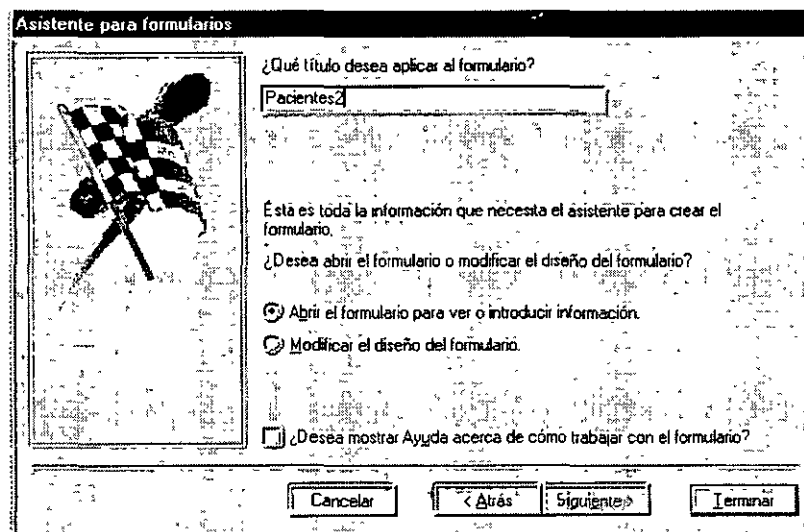 Asistente para formularios
¿Qué título desea aplicar al formulario?
Pacientes2
Esta es toda la información que necesita el asistente para crear el
formulario.
¿Desea abrir el formulario o modificar el diseño del formulario?
Abrir el formulario para ver o introducir información.
Modificar el diseño del formulario.
¿Desea mostrar Ayuda acerca de cómo trabajar con el formulario?
Cancelar
< Atrás
Siguiente >
Terminar